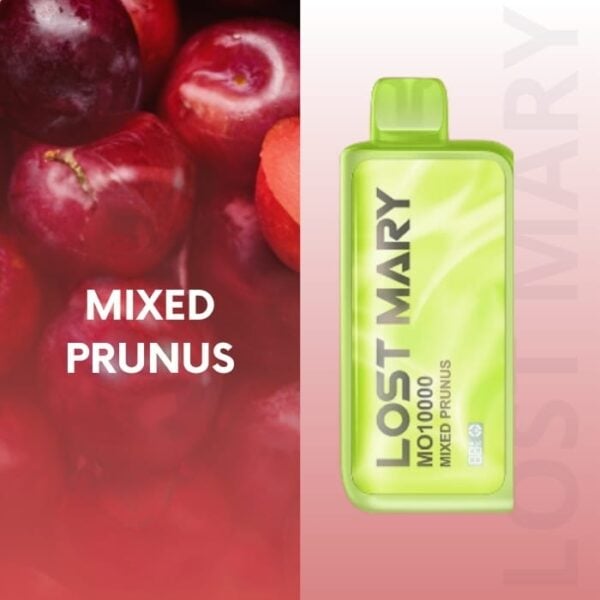 MIXED
PRUNUS
LOST MARY
MO10000
MIXED PRUNUS
LOST MARY